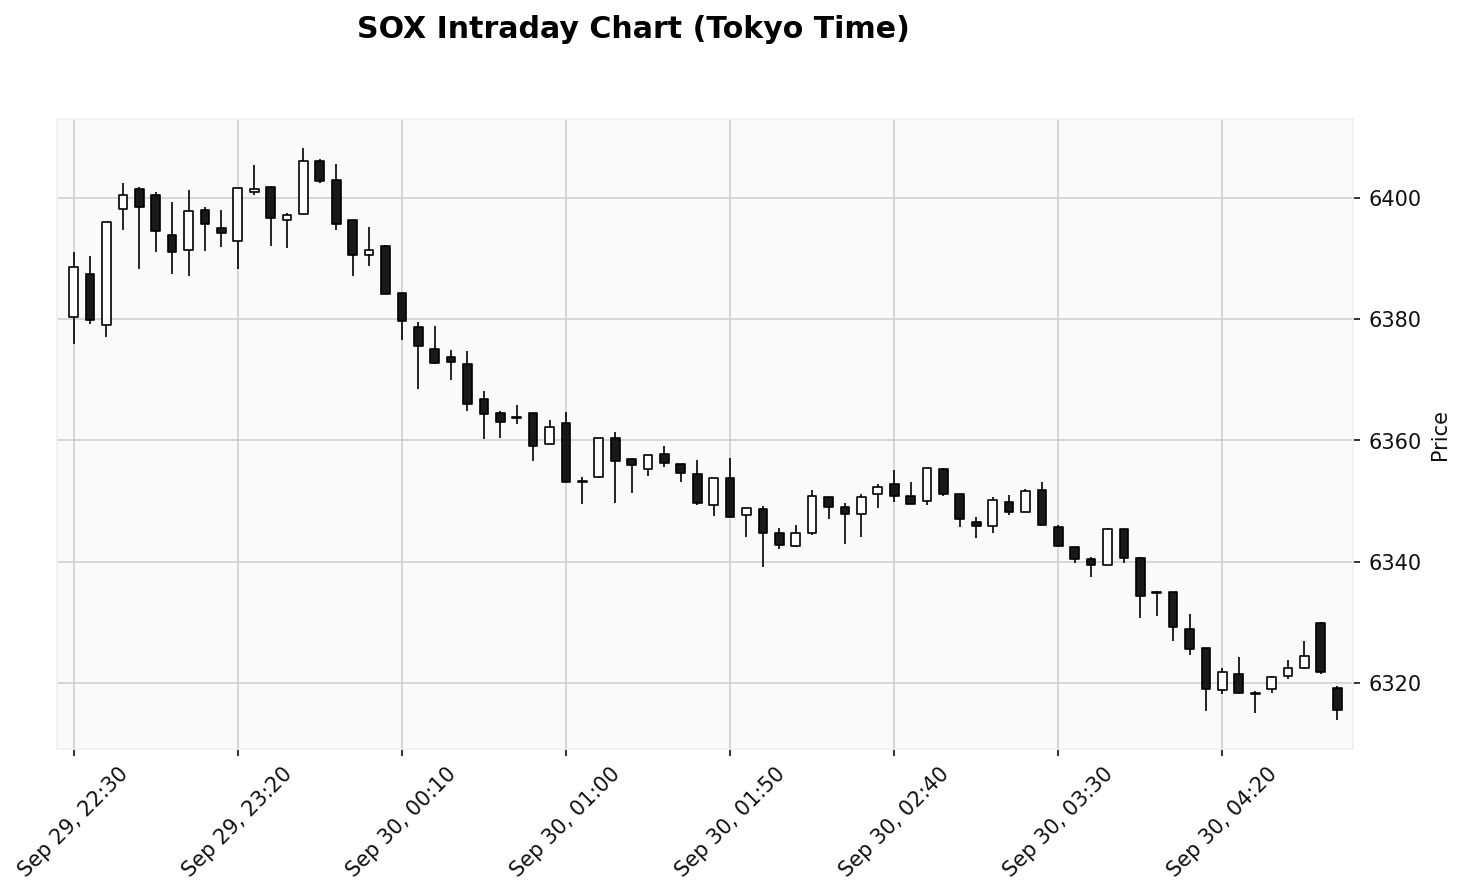 SOX Intraday Chart (Tokyo Time)
6400
6380
6360
6340
6320
Price
Sep 29, 22:30
Sep 29, 23:20
Sep 30, 00:10
Sep 30, 01:00
Sep 30, 01:50
Sep 30, 02:40
Sep 30, 03:30
Sep 30, 04:20